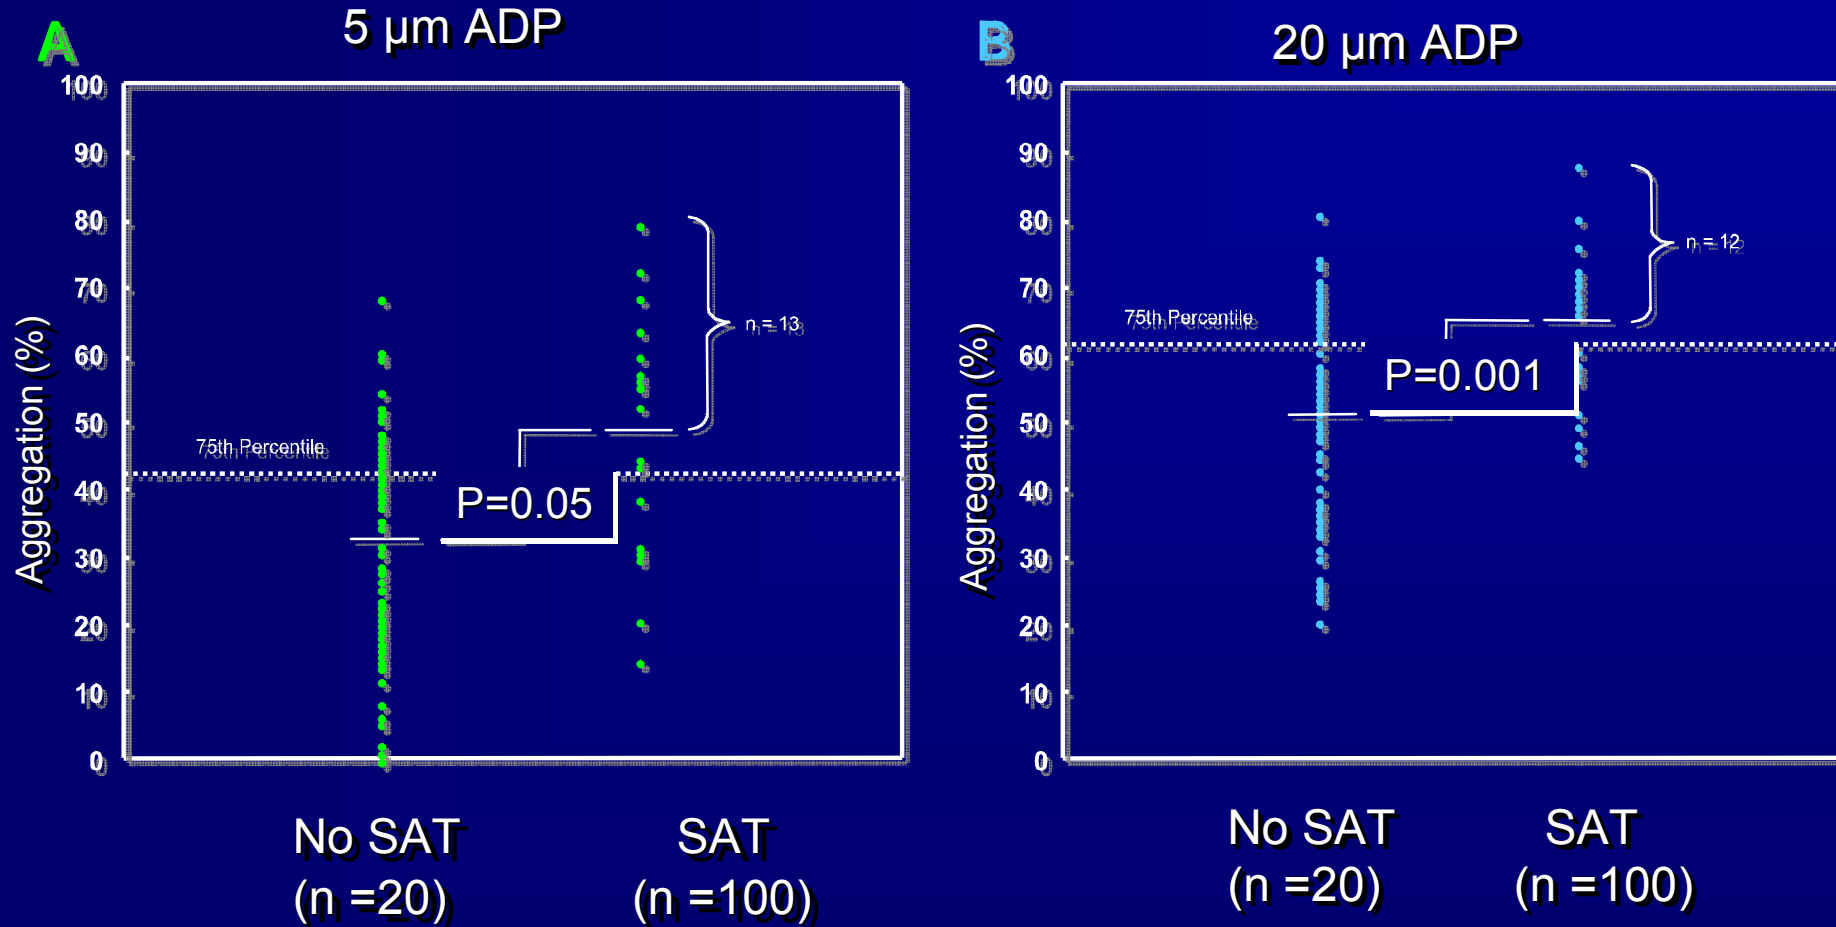 A
5 µm ADP
Aggregation (%)
100
90
80
70
60
50
40
30
20
10
0
75th Percentile
n = 13
P=0.05
No SAT
(n =20)
SAT
(n =100)
B
20 µm ADP
Aggregation (%)
100
90
80
70
60
50
40
30
20
10
0
75th Percentile
n = 12
P=0.001
No SAT
(n =20)
SAT
(n =100)